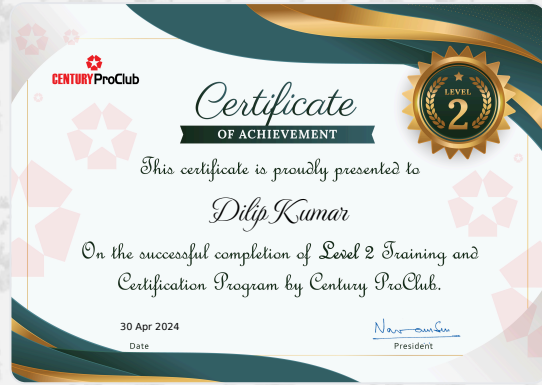 CENTURY ProClub
Certificate
OF ACHIEVEMENT
LEVEL
2
This certificate is proudly presented to
Dilip Kumar
On the successful completion of Level 2 Training and
Certification Program by Century ProClub.
30 Apr 2024
Date
President